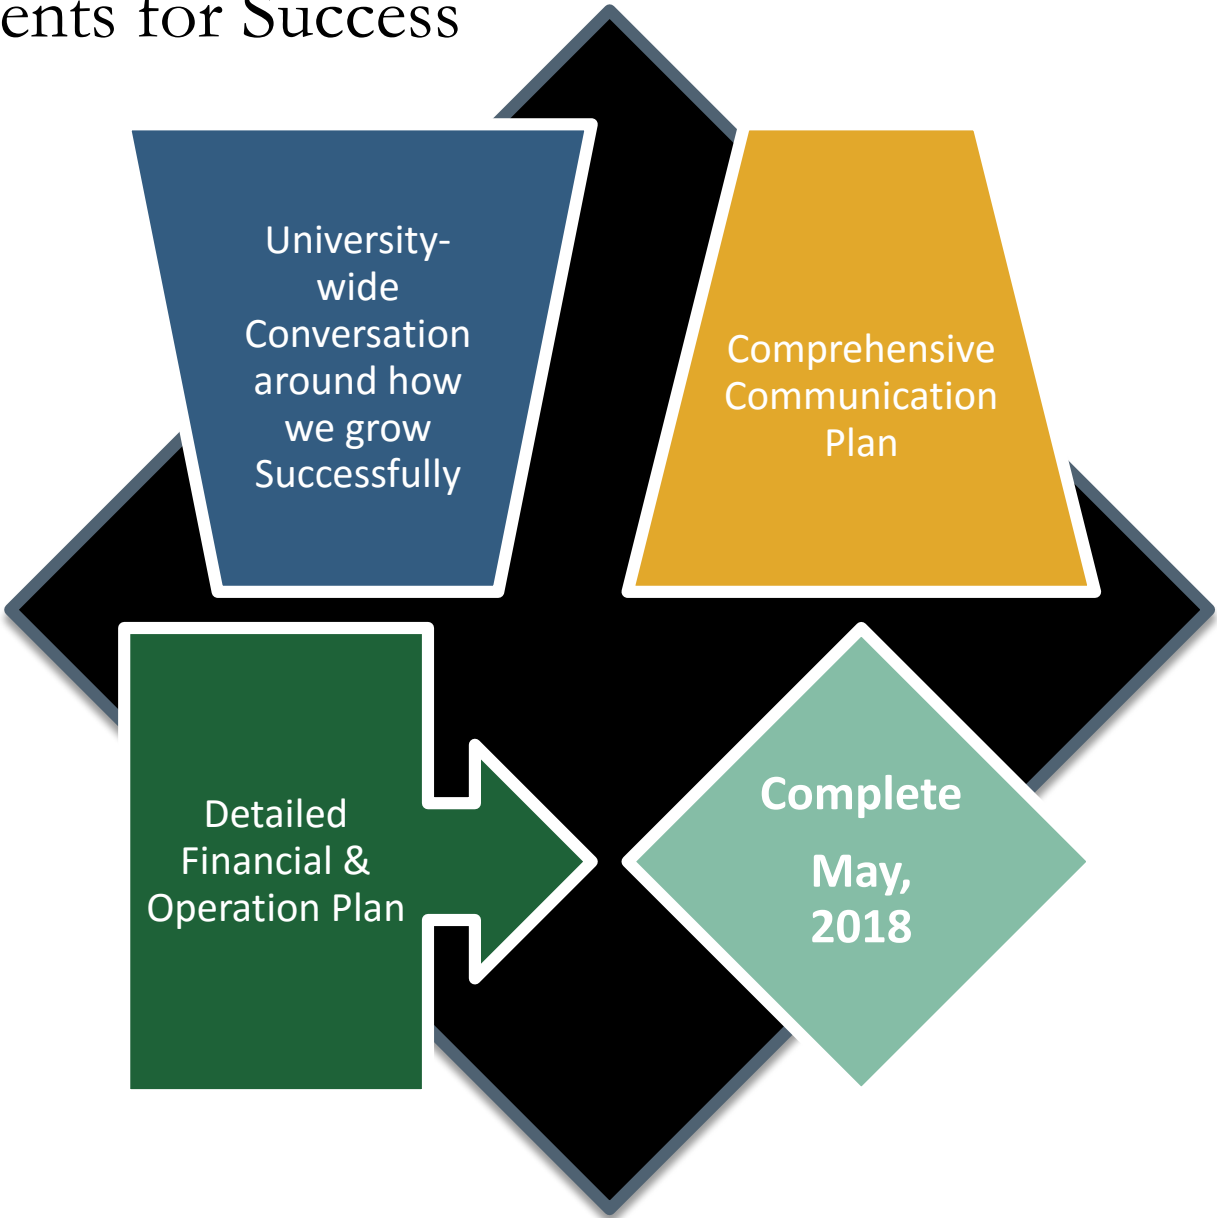 ents for Success
University-
wide
Conversation
around how
we grow
Successfully
Comprehensive
Communication
Plan
Detailed
Financial &
Operation Plan
Complete
May,
2018